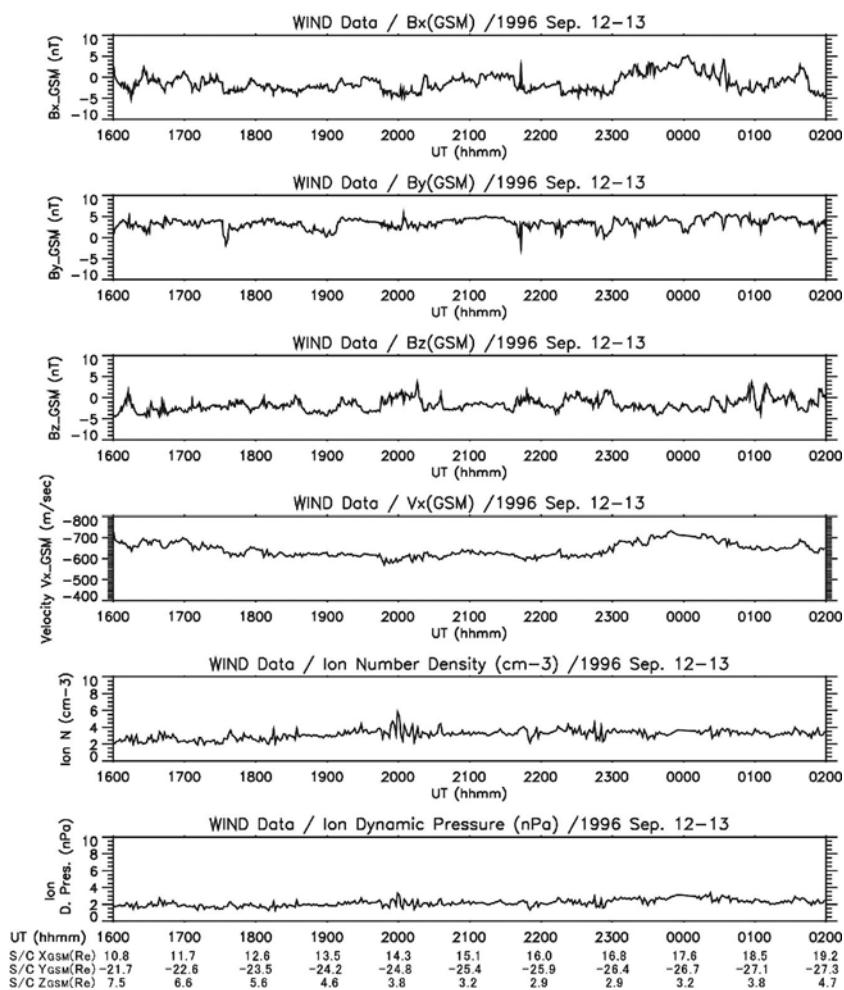 WIND Data / Bx(GSM) /1996 Sep. 12-13
Bx_GSM (nT)
10
5
0
-5
-10
1600 1700 1800 1900 2000 2100 2200 2300 0000 0100 0200
UT (hhmm)
WIND Data / By(GSM) /1996 Sep. 12-13
By_GSM (nT)
10
5
0
-5
-10
1600 1700 1800 1900 2000 2100 2200 2300 0000 0100 0200
UT (hhmm)
WIND Data / Bz(GSM) /1996 Sep. 12-13
Bz_GSM (nT)
10
5
0
-5
-10
1600 1700 1800 1900 2000 2100 2200 2300 0000 0100 0200
UT (hhmm)
WIND Data / Vx(GSM) /1996 Sep. 12-13
Velocity Vx_GSM (m/sec)
-800
-700
-600
-500
-400
1600 1700 1800 1900 2000 2100 2200 2300 0000 0100 0200
UT (hhmm)
WIND Data / Ion Number Density (cm-3) /1996 Sep. 12-13
Ion N (cm-3)
10
8
6
4
2
0
1600 1700 1800 1900 2000 2100 2200 2300 0000 0100 0200
UT (hhmm)
WIND Data / Ion Dynamic Pressure (nPa) /1996 Sep. 12-13
Ion
D. Pres. (nPa)
10
8
6
4
2
0
UT (hhmm) 1600 1700 1800 1900 2000 2100 2200 2300 0000 0100 0200
S/C XGSM(Re) 10.8 11.7 12.6 13.5 14.3 15.1 16.0 16.8 17.6 18.5 19.2
S/C YGSM(Re) -21.7 -22.6 -23.5 -24.2 -24.8 -25.4 -25.9 -26.4 -26.7 -27.1 -27.3
S/C ZGSM(Re) 7.5 6.6 5.6 4.6 3.8 3.2 2.9 2.9 3.2 3.8 4.7